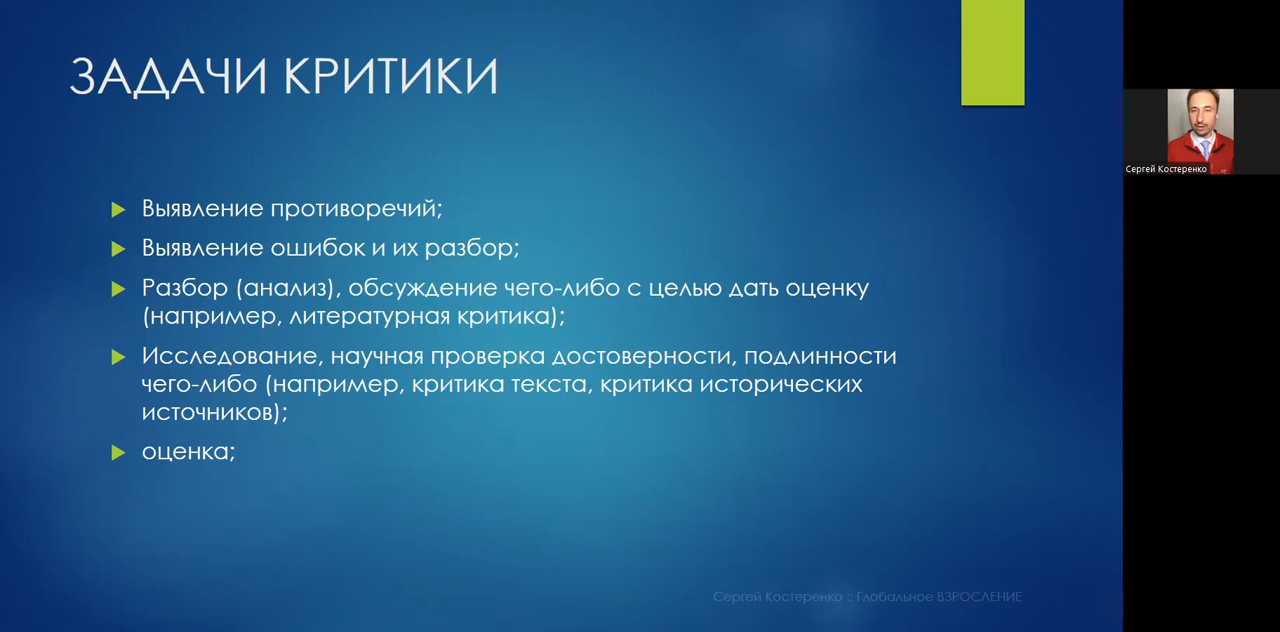 ЗАДАЧИ КРИТИКИ
Выявление противоречий;
Выявление ошибок и их разбор;
Разбор (анализ), обсуждение чего-либо с целью дать оценку
(например, литературная критика);
Исследование, научная проверка достоверности, подлинности
чего-либо (например, критика текста, критика исторических
источников);
оценка;
Сергей Костеренко :: Глобальное ВЗРОСЛЕНИЕ
Сергей Костеренко